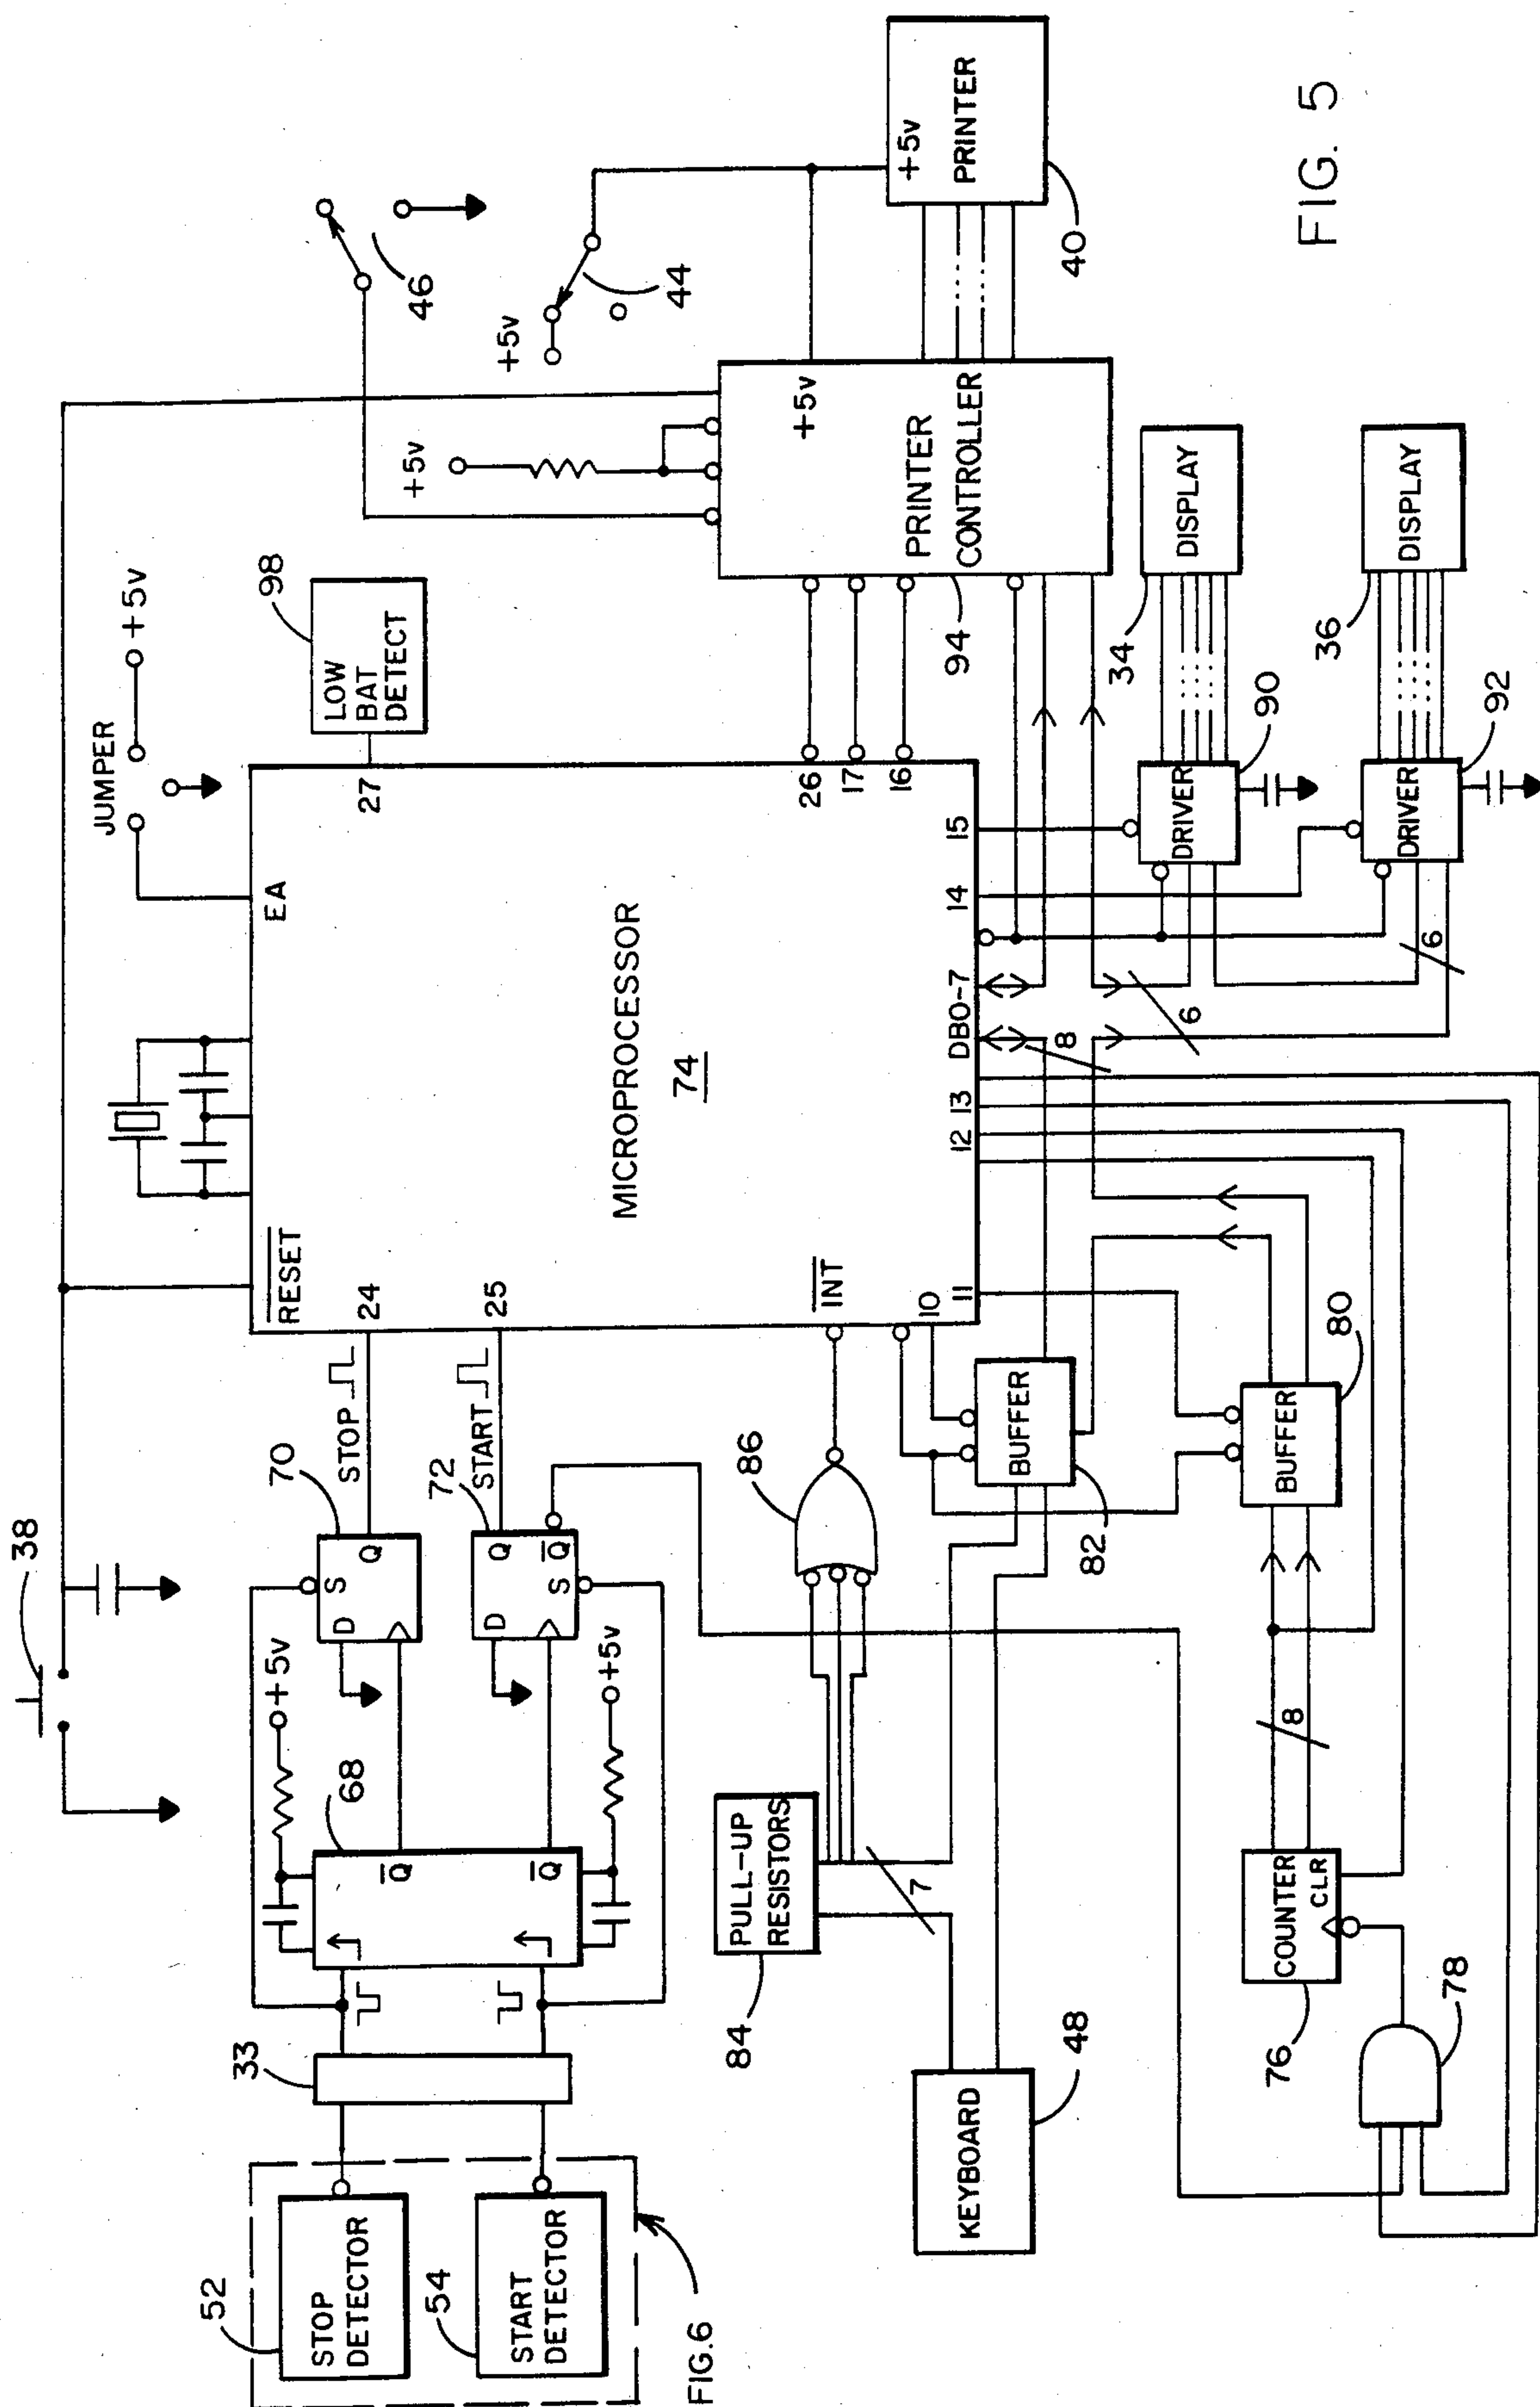 38
52
STOP
DETECTOR
54
START
DETECTOR
FIG.6
33
68
Q
Q
+5v
+5v
70
D
S
Q
72
D
S
Q
Q
STOP
START
RESET
24
25
INT
10
11
12
13
DB0-7
14
15
16
17
26
27
EA
MICROPROCESSOR
74
JUMPER
+5v
LOW
BAT
DETECT
98
46
+5v
44
+5v
+5v
PRINTER
CONTROLLER
94
+5v
PRINTER
40
84
PULL-UP
RESISTORS
7
86
BUFFER
82
BUFFER
80
KEYBOARD
48
COUNTER
CLR
76
78
8
8
6
6
34
DISPLAY
DRIVER
90
36
DISPLAY
DRIVER
92
FIG. 5